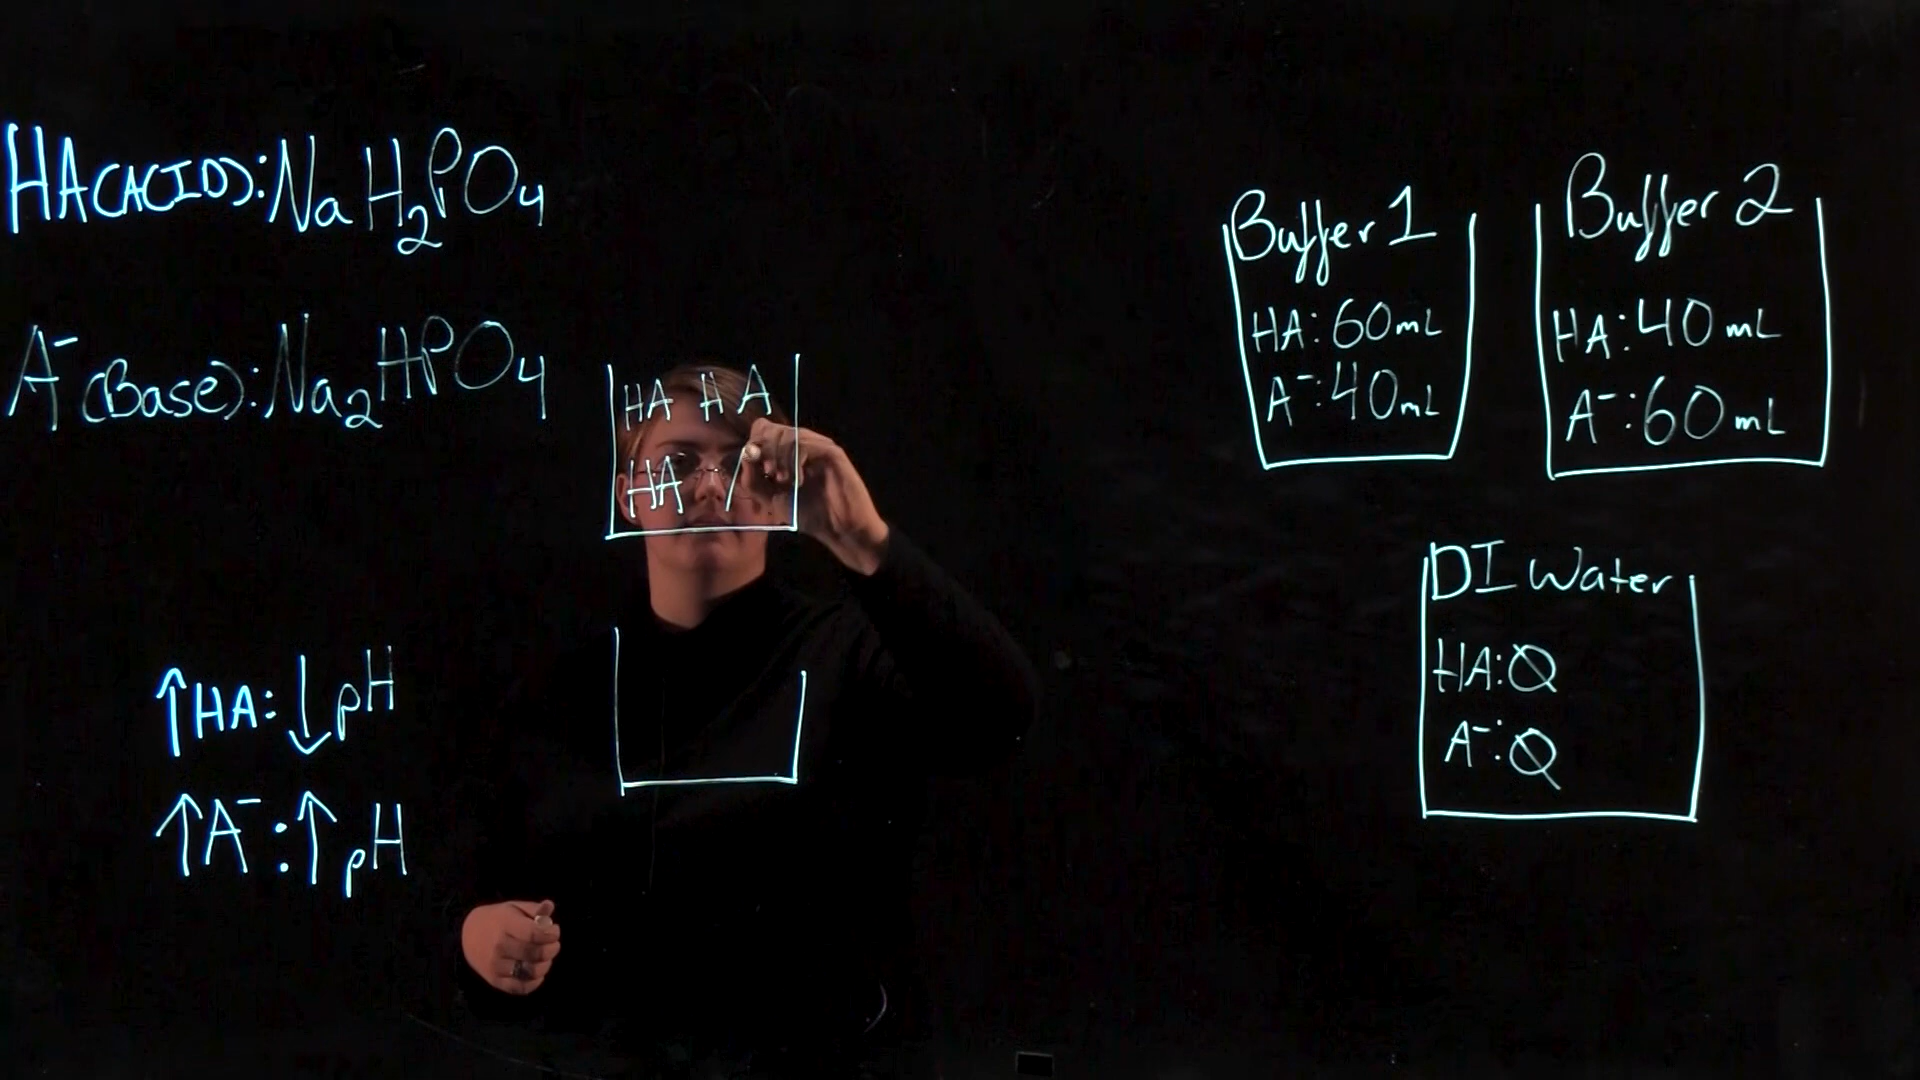 HA(ACID): NaH₂PO₄
A⁻(Base): Na₂HPO₄
↑HA: ↓pH
↑A⁻: ↑pH
HA HA
HA
Buffer 1
HA: 60mL
A⁻: 40mL
Buffer 2
HA: 40mL
A⁻: 60mL
DI Water
HA: Ø
A⁻: Ø